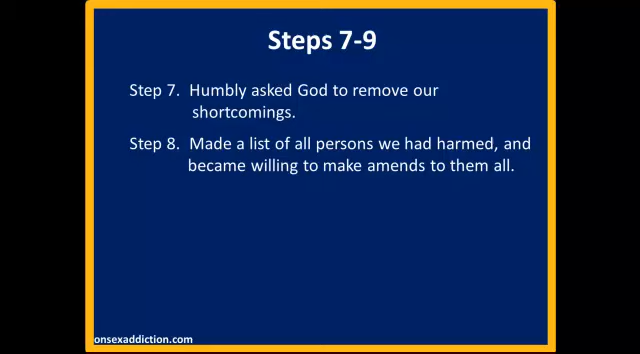 Steps 7-9
Step 7. Humbly asked God to remove our
shortcomings.
Step 8. Made a list of all persons we had harmed, and
became willing to make amends to them all.
onsexaddiction.com